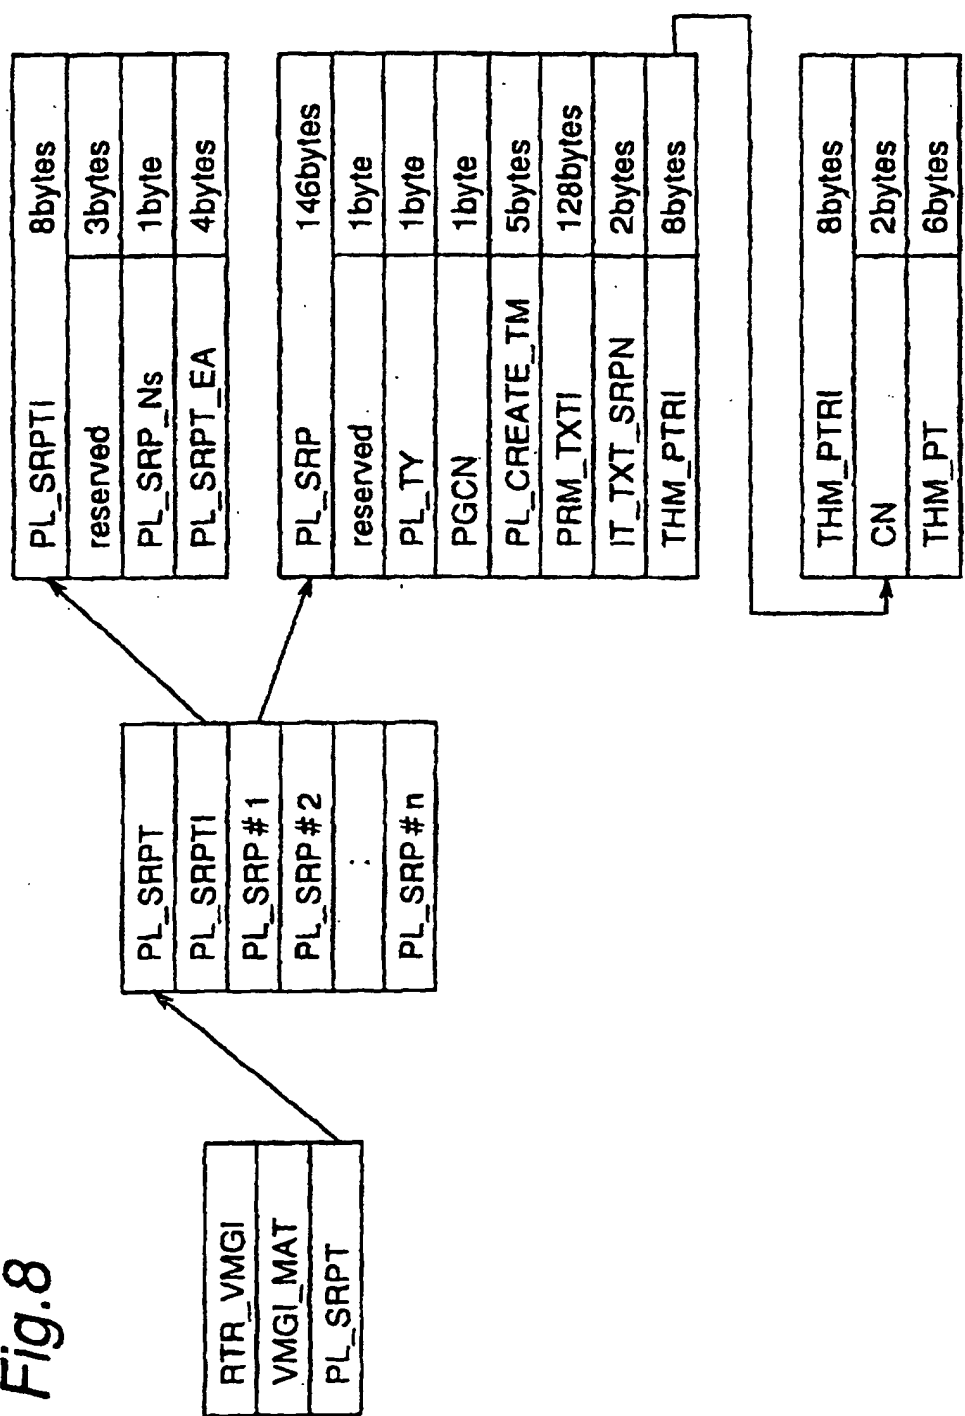 Fig.8
RTR_VMGI
VMGI_MAT
PL_SRPT
PL_SRPT
PL_SRPTI
PL_SRP#1
PL_SRP#2
:
PL_SRP#n
PL_SRPTI 8bytes
reserved 3bytes
PL_SRP_Ns 1byte
PL_SRPT_EA 4bytes
PL_SRP 146bytes
reserved 1byte
PL_TY 1byte
PGCN 1byte
PL_CREATE_TM 5bytes
PRM_TXTI 128bytes
IT_TXT_SRPN 2bytes
THM_PTRI 8bytes
THM_PTRI 8bytes
CN 2bytes
THM_PT 6bytes